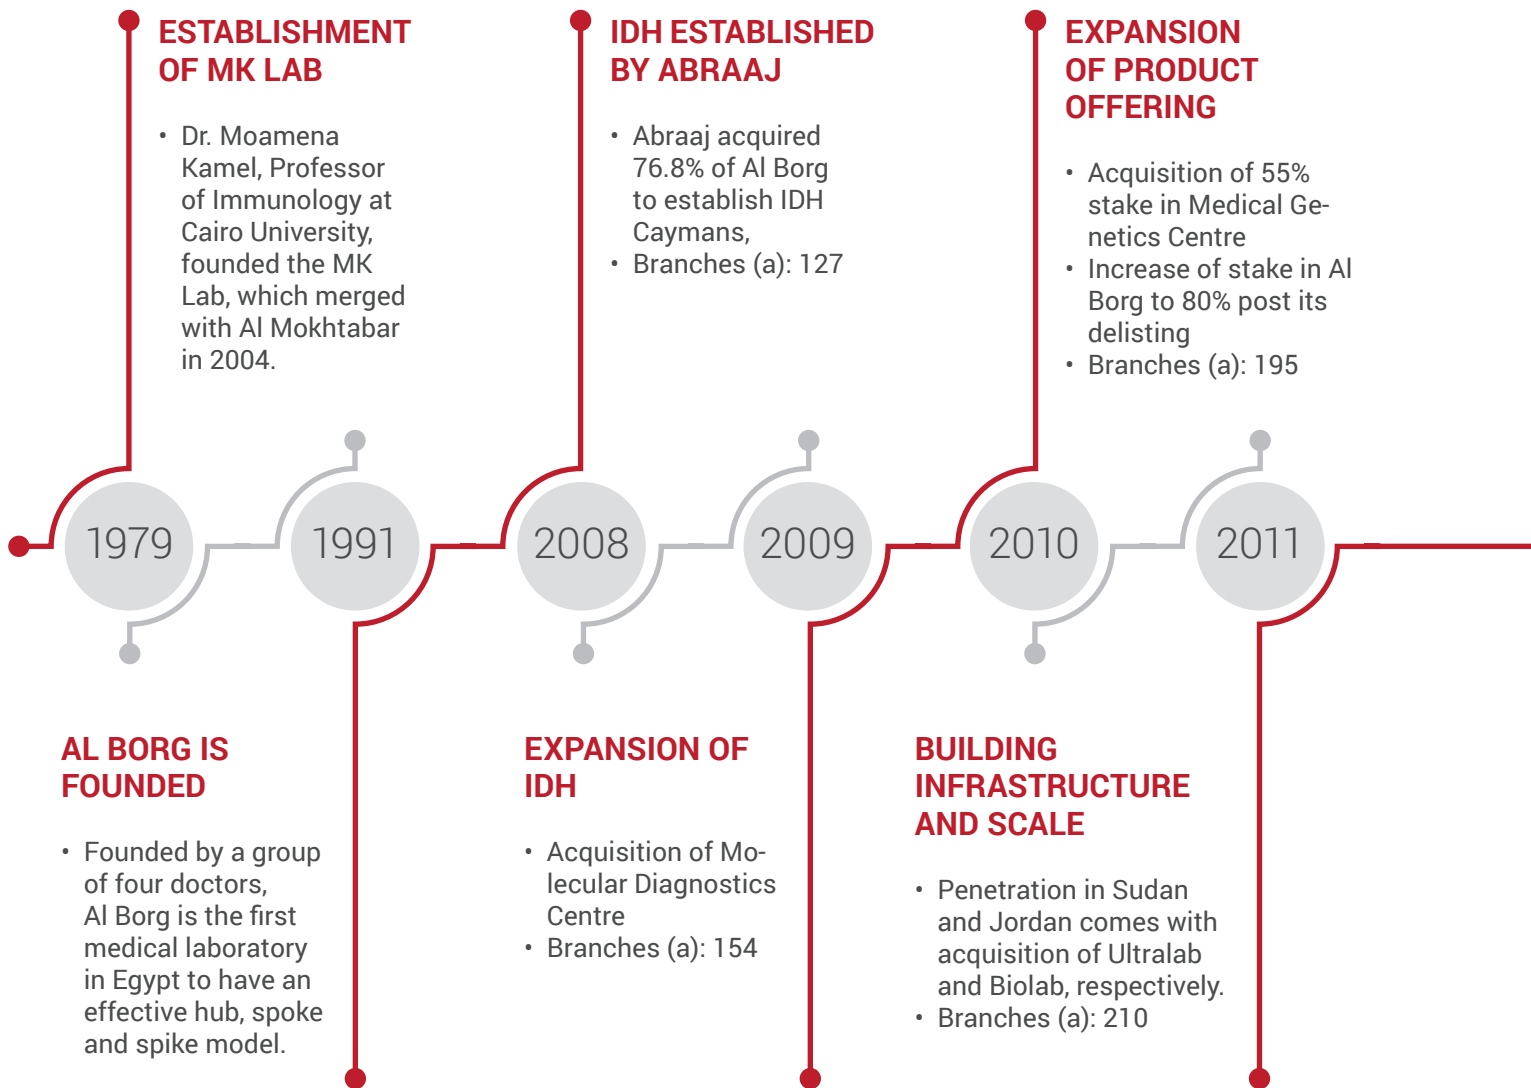 ESTABLISHMENT
OF MK LAB
• Dr. Moamena
Kamel, Professor
of Immunology at
Cairo University,
founded the MK
Lab, which merged
with Al Mokhtabar
in 2004.
IDH ESTABLISHED
BY ABRAAJ
• Abraaj acquired
76.8% of Al Borg
to establish IDH
Caymans,
• Branches (a): 127
EXPANSION
OF PRODUCT
OFFERING
• Acquisition of 55%
stake in Medical Ge-
netics Centre
• Increase of stake in Al
Borg to 80% post its
delisting
• Branches (a): 195
1979
1991
2008
2009
2010
2011
AL BORG IS
FOUNDED
• Founded by a group
of four doctors,
Al Borg is the first
medical laboratory
in Egypt to have an
effective hub, spoke
and spike model.
EXPANSION OF
IDH
• Acquisition of Mo-
lecular Diagnostics
Centre
• Branches (a): 154
BUILDING
INFRASTRUCTURE
AND SCALE
• Penetration in Sudan
and Jordan comes with
acquisition of Ultralab
and Biolab, respectively.
• Branches (a): 210